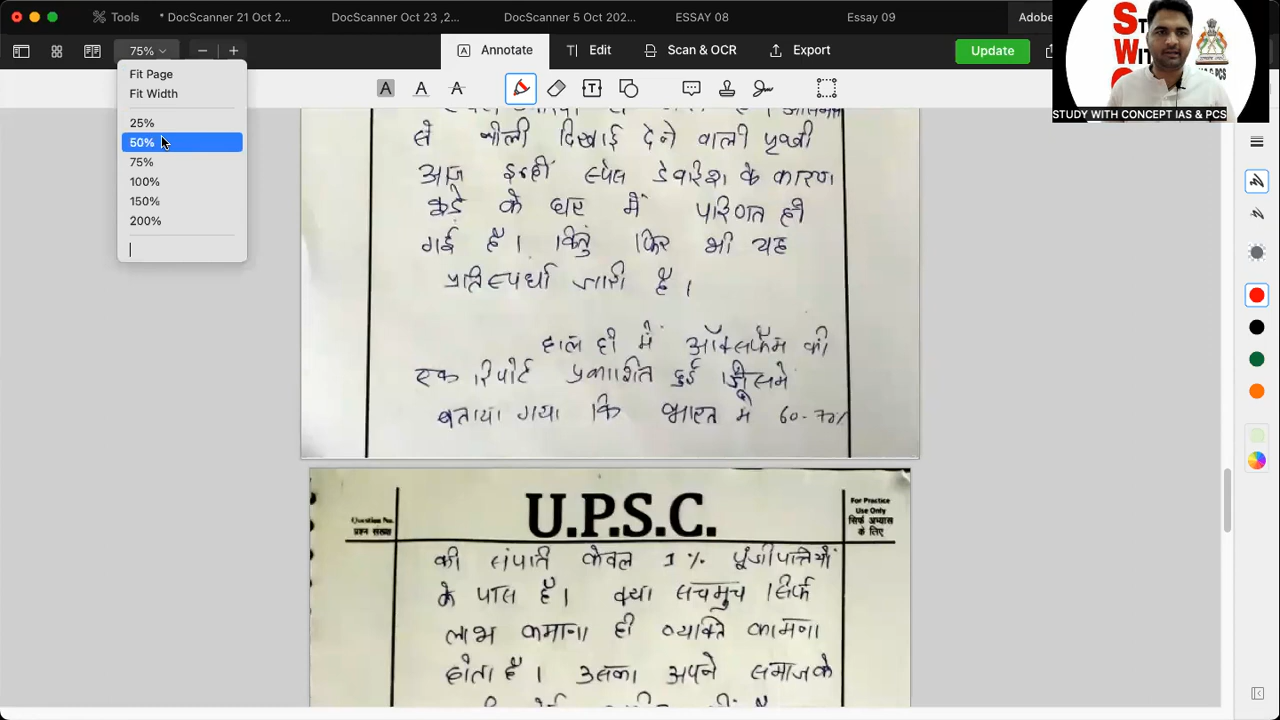 Tools
* DocScanner 21 Oct 2...
DocScanner Oct 23 ,2...
DocScanner 5 Oct 202...
ESSAY 08
Essay 09
Adobe
75%
Annotate
Edit
Scan & OCR
Export
Update
Fit Page
Fit Width
25%
50%
75%
100%
150%
200%
STUDY WITH CONCEPT IAS & PCS
से नीली दिखाई देने वाली पृथ्वी
आज इन्हीं स्पेस डेबरिश के कारण
कूड़े के घर में परिणत हो
गई है। किंतु फिर भी यह
प्रतिस्पर्धा जारी है।
हाल ही में ऑक्सफैम की
एक रिपोर्ट प्रकाशित हुई जिसमे
बताया गया कि भारत मे 60-70%
U.P.S.C.
Question No.
प्रश्न संख्या
For Practice
Use Only
सिर्फ अभ्यास
के लिए
की संपत्ति केवल 1% पूंजीपतियों
के पास है। क्या सचमुच सिर्फ
लाभ कमाना ही व्यक्ति कामना
होता है। उसका अपने समाज के